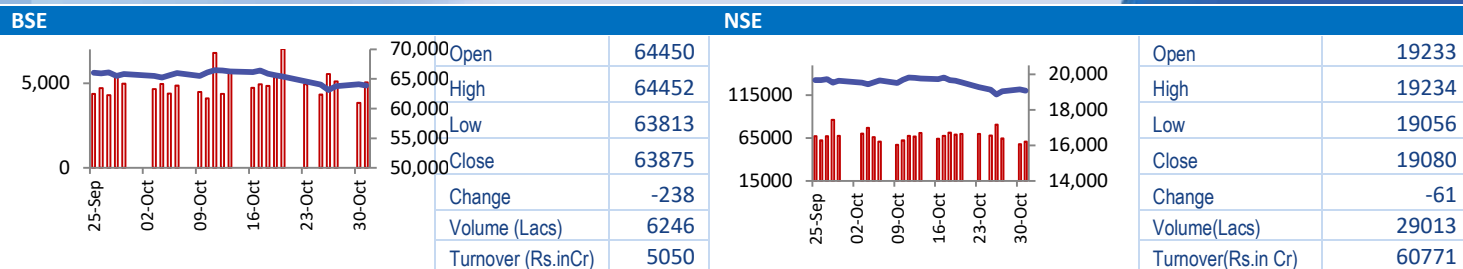 BSE
NSE
70,000
65,000
60,000
55,000
50,000
5,000
0
25-Sep
02-Oct
09-Oct
16-Oct
23-Oct
30-Oct
Open 64450
High 64452
Low 63813
Close 63875
Change -238
Volume (Lacs) 6246
Turnover (Rs.inCr) 5050
115000
65000
15000
20,000
18,000
16,000
14,000
25-Sep
02-Oct
09-Oct
16-Oct
23-Oct
30-Oct
Open 19233
High 19234
Low 19056
Close 19080
Change -61
Volume(Lacs) 29013
Turnover(Rs.in Cr) 60771